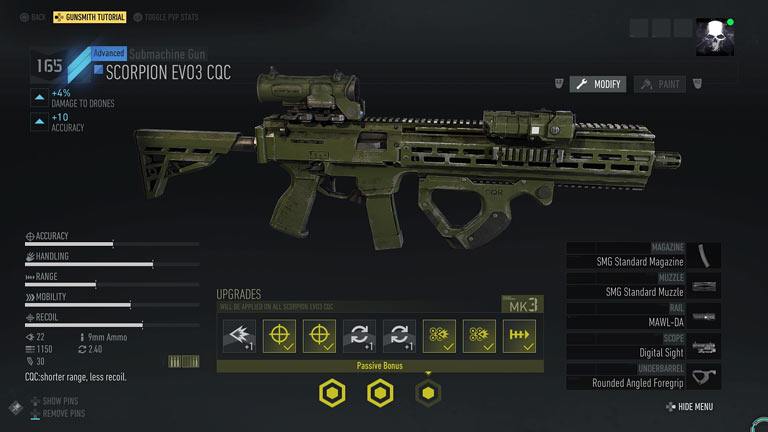 BACK
GUNSMITH TUTORIAL
TOGGLE PVP STATS
165
Advanced
Submachine Gun
SCORPION EVO3 CQC
+4%
DAMAGE TO DRONES
+10
ACCURACY
MODIFY
PAINT
ACCURACY
HANDLING
RANGE
MOBILITY
RECOIL
22
9mm Ammo
1150
2.40
30
CQC:shorter range, less recoil.
SHOW PINS
REMOVE PINS
UPGRADES
WILL BE APPLIED ON ALL SCORPION EVO3 CQC
MK3
+1
+1
+1
Passive Bonus
MAGAZINE
SMG Standard Magazine
MUZZLE
SMG Standard Muzzle
RAIL
MAWL-DA
SCOPE
Digital Sight
UNDERBARREL
Rounded Angled Foregrip
HIDE MENU